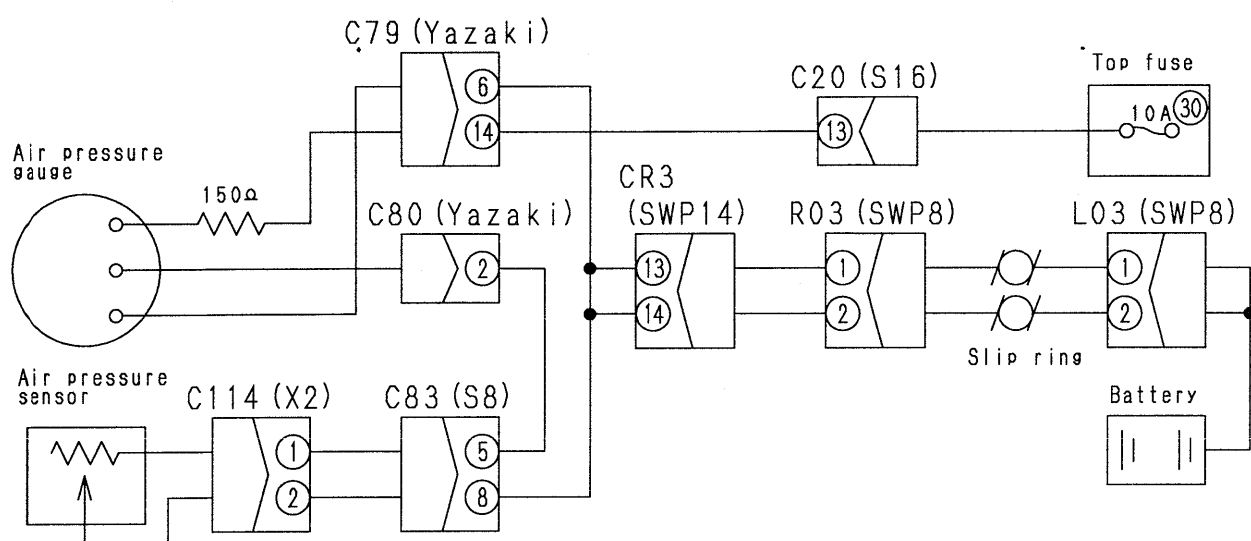 C79 (Yazaki)
6
14
C20 (S16)
13
Top fuse
10A 30
Air pressure
gauge
150Ω
C80 (Yazaki)
2
CR3
(SWP14)
13
14
R03 (SWP8)
1
2
Slip ring
L03 (SWP8)
1
2
Air pressure
sensor
C114 (X2)
1
2
C83 (S8)
5
8
Battery